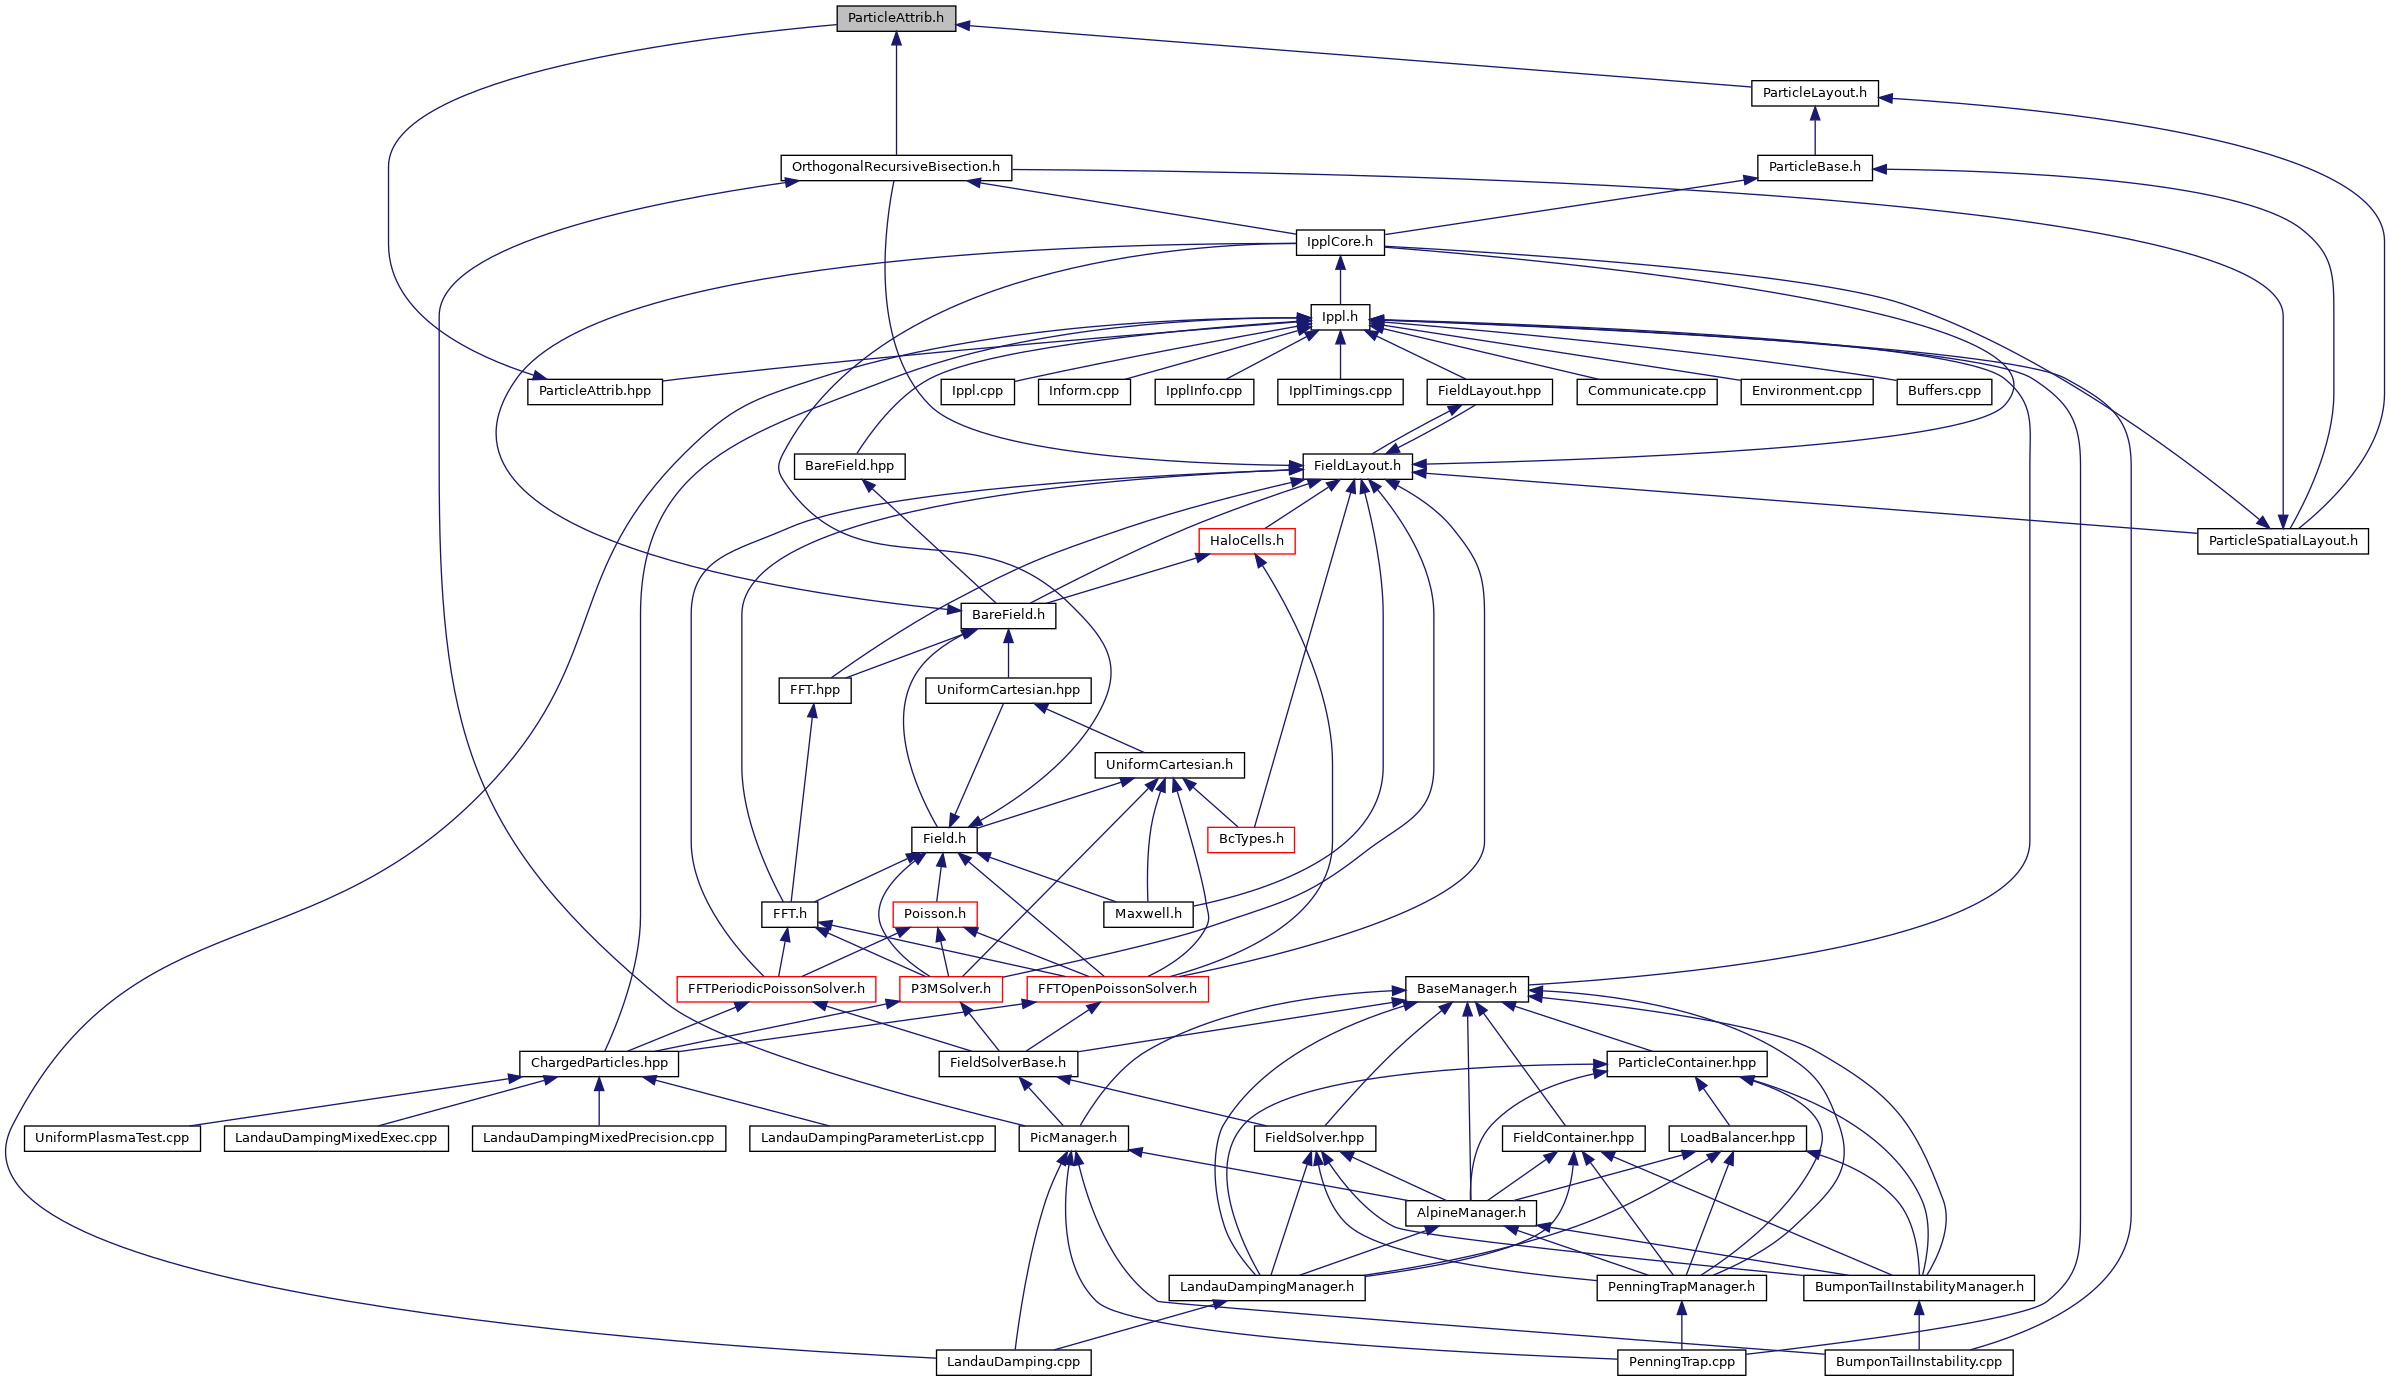 ParticleAttrib.h
ParticleLayout.h
OrthogonalRecursiveBisection.h
ParticleBase.h
IpplCore.h
Ippl.h
ParticleAttrib.hpp
Ippl.cpp
Inform.cpp
IpplInfo.cpp
IpplTimings.cpp
FieldLayout.hpp
Communicate.cpp
Environment.cpp
Buffers.cpp
BareField.hpp
FieldLayout.h
HaloCells.h
ParticleSpatialLayout.h
BareField.h
FFT.hpp
UniformCartesian.hpp
UniformCartesian.h
Field.h
BcTypes.h
FFT.h
Poisson.h
Maxwell.h
FFTPeriodicPoissonSolver.h
P3MSolver.h
FFTOpenPoissonSolver.h
BaseManager.h
ChargedParticles.hpp
FieldSolverBase.h
ParticleContainer.hpp
UniformPlasmaTest.cpp
LandauDampingMixedExec.cpp
LandauDampingMixedPrecision.cpp
LandauDampingParameterList.cpp
PicManager.h
FieldSolver.hpp
FieldContainer.hpp
LoadBalancer.hpp
AlpineManager.h
LandauDampingManager.h
PenningTrapManager.h
BumponTailInstabilityManager.h
LandauDamping.cpp
PenningTrap.cpp
BumponTailInstability.cpp